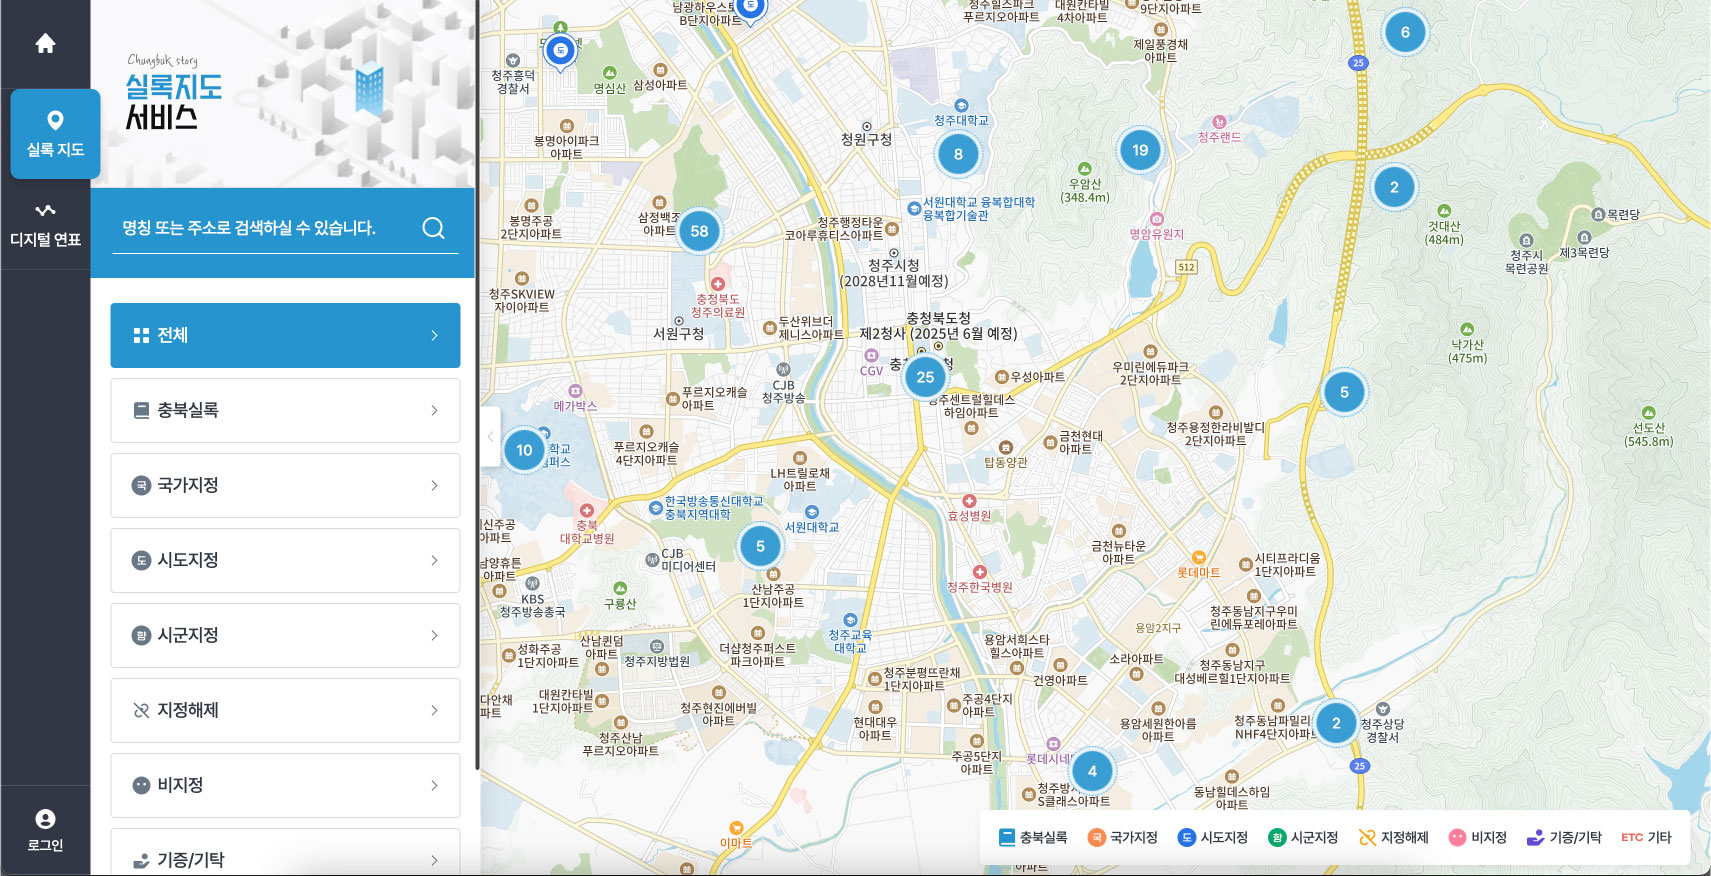 Chungbuk story
실록지도
서비스
실록 지도
디지털 연표
로그인
명칭 또는 주소로 검색하실 수 있습니다.
전체
충북실록
국 국가지정
도 시도지정
향 시군지정
지정해제
비지정
기증/기탁
남광하우스토
B단지아파트
도
도
청주흥덕
경찰서
명심산
삼성아파트
봉명아이파크
아파트
청원구청
청주대학교
8
푸르지오아파트
대원칸타빌
4차아파트
9단지아파트
제일풍경채
아파트
25
6
19
청주랜드
2
우암산
(348.4m)
서원대학교 융복합대학
융복합기술관
명암유원지
것대산
(484m)
목련당
제3목련당
청주시
목련공원
봉명주공
2단지아파트
삼정백조
아파트
58
청주행정타운
코아루휴티스아파트
청주시청
(2028년11월예정)
512
청주SKVIEW
자이아파트
충청북도
청주의료원
서원구청
두산위브더
제니스아파트
충청북도청
제2청사 (2025년 6월 예정)
CGV
25
우성아파트
우미린에듀파크
2단지아파트
낙가산
(475m)
5
CJB
청주방송
메가박스
푸르지오캐슬
아파트
청주센트럴힐데스
하임아파트
청주용정한라비발디
2단지아파트
선도산
(545.8m)
10
푸르지오캐슬
4단지아파트
LH트릴로채
아파트
탑동양관
금천현대
아파트
한국방송통신대학교
충북지역대학
서원대학교
효성병원
충북
대학교병원
5
CJB
미디어센터
금천뉴타운
아파트
롯데마트
시티프라디움
1단지아파트
청주한국병원
KBS
청주방송총국
구룡산
산남주공
1단지아파트
청주동남지구우미
린에듀포레아파트
청주교육
대학교
용암2지구
용암서희스타
힐스아파트
성화주공
1단지아파트
산남퀸덤
아파트
청주지방법원
더샵청주퍼스트
파크아파트
청주분평뜨란채
1단지아파트
건영아파트
소라아파트
청주동남지구
대성베르힐1단지아파트
대원칸타빌
1단지아파트
청주현진에버빌
아파트
현대대우
아파트
주공4단지
아파트
용암세원한아름
아파트
청주동남파밀리
NHF4단지아파트
2
청주상당
경찰서
청주산남
푸르지오아파트
주공5단지
아파트
롯데시네
4
25
S클래스아파트
동남힐데스하임
아파트
이마트
충북실록
국 국가지정
도 시도지정
향 시군지정
지정해제
비지정
기증/기탁
ETC 기타